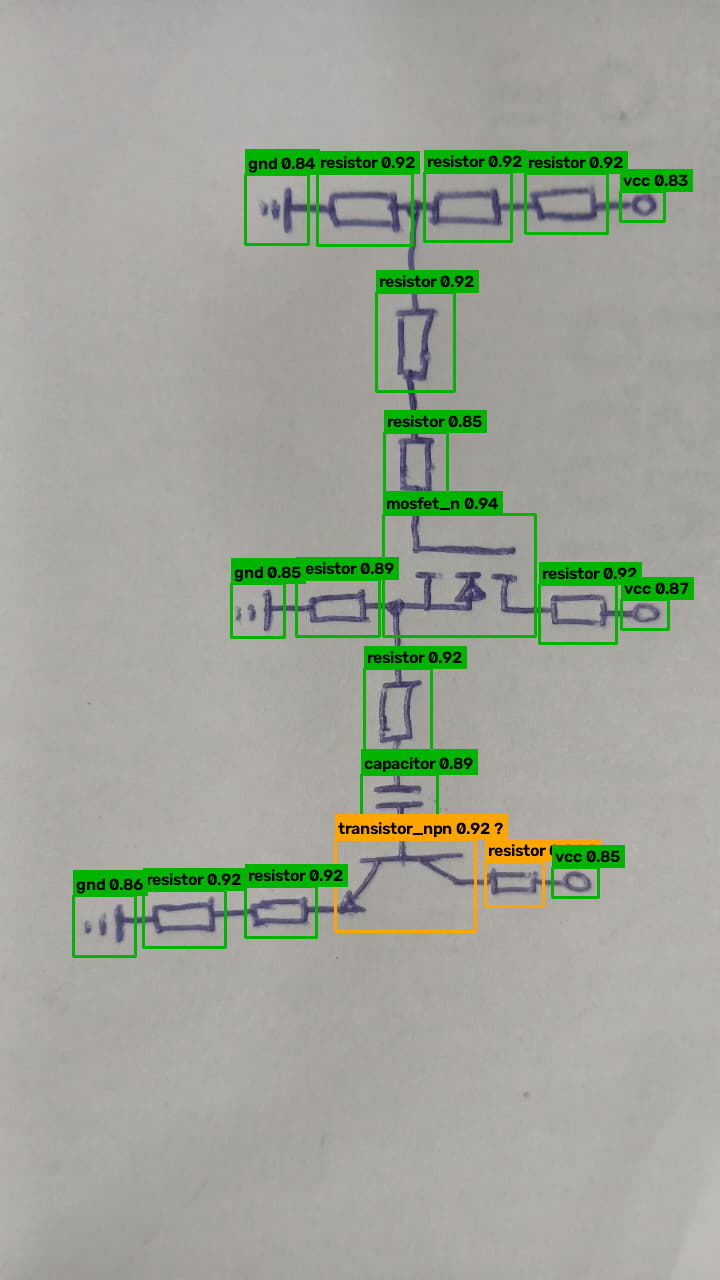 gnd 0.84 resistor 0.92 resistor 0.92 resistor 0.92 vcc 0.83
resistor 0.92
resistor 0.85
mosfet_n 0.94
gnd 0.85 esistor 0.89 resistor 0.92 vcc 0.87
resistor 0.92
capacitor 0.89
transistor_npn 0.92 ?
resistor vcc 0.85
gnd 0.86 resistor 0.92 resistor 0.92